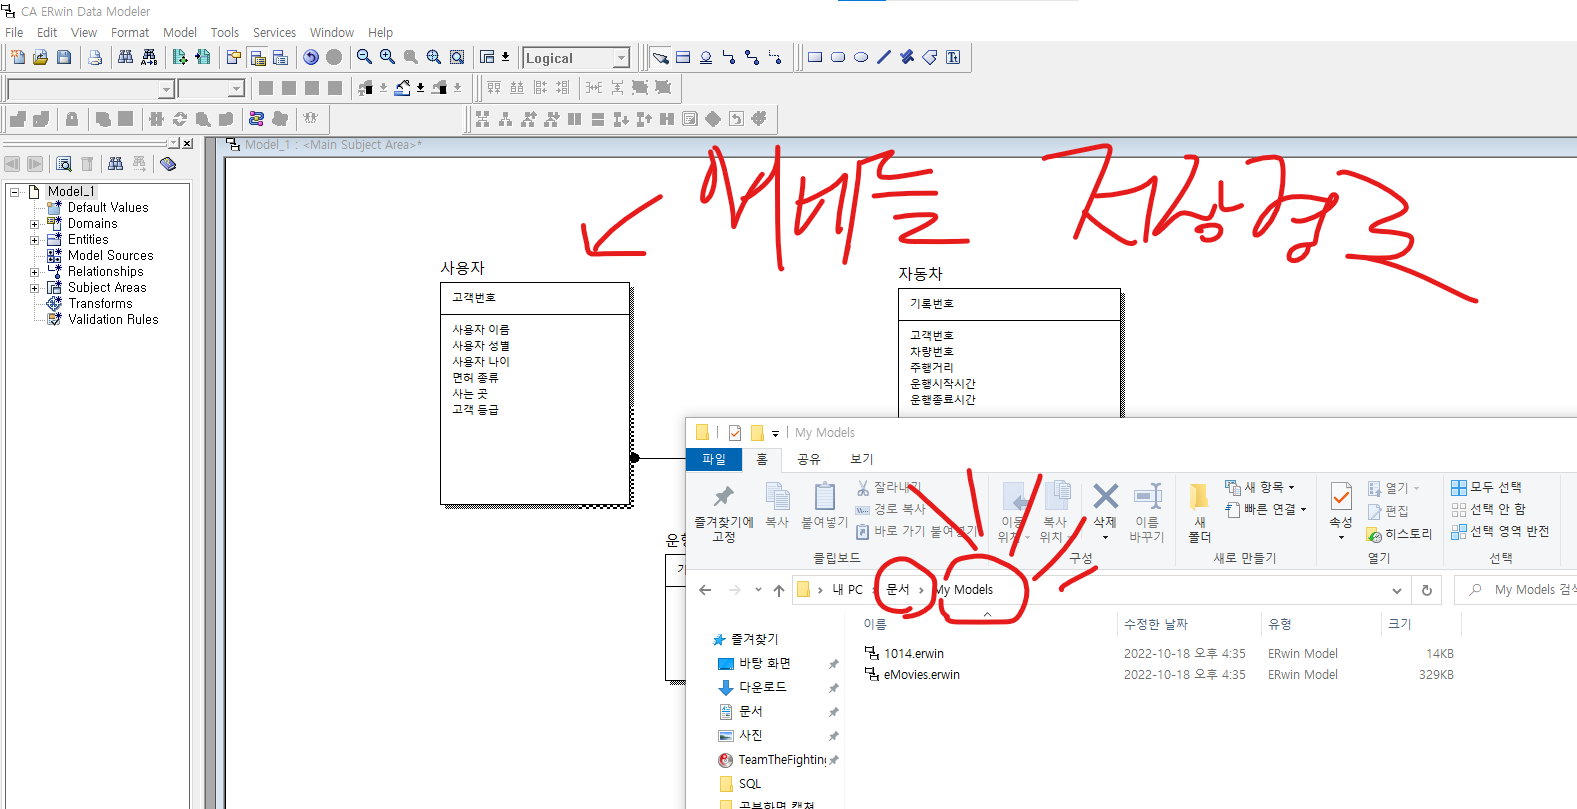 CA ERwin Data Modeler
File Edit View Format Model Tools Services Window Help
Logical
Model_1 : <Main Subject Area>*
Model_1
Default Values
Domains
Entities
Model Sources
Relationships
Subject Areas
Transforms
Validation Rules
저장경로
사용자
고객번호
사용자 이름
사용자 성별
사용자 나이
면허 종류
사는 곳
고객 등급
자동차
기록번호
고객번호
차량번호
주행거리
운행시작시간
운행종료시간
운행
My Models
파일 홈 공유 보기
즐겨찾기에 고정
복사
붙여넣기
잘라내기
경로 복사
바로 가기 붙여넣기
클립보드
이동 위치
복사 위치
삭제
이름 바꾸기
구성
새 폴더
새 항목
빠른 연결
새로 만들기
속성
열기
편집
히스토리
열기
모두 선택
선택 안 함
선택 영역 반전
선택
내 PC > 문서 > My Models
My Models 검색
이름 수정한 날짜 유형 크기
1014.erwin 2022-10-18 오후 4:35 ERwin Model 14KB
eMovies.erwin 2022-10-18 오후 4:35 ERwin Model 329KB
즐겨찾기
바탕 화면
다운로드
문서
사진
TeamTheFighting
SQL
공부화면 캡쳐